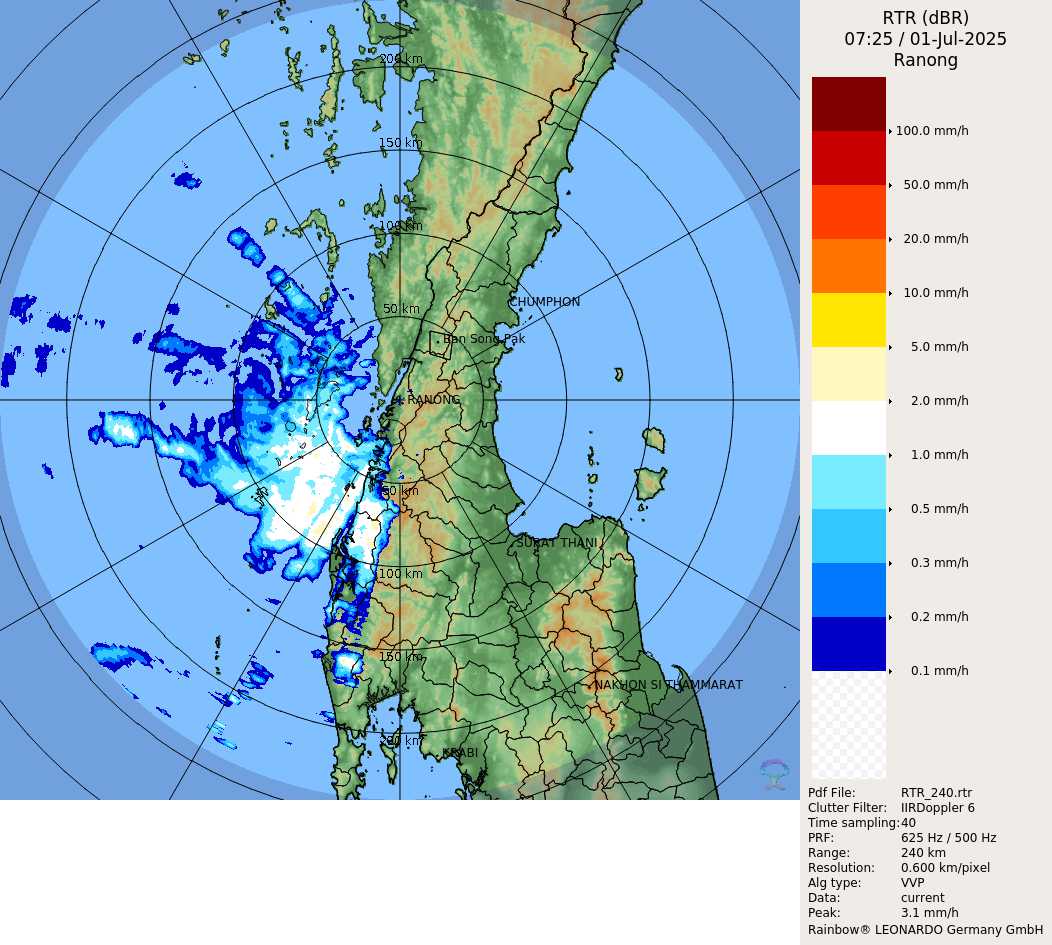 RTR (dBR)
07:25 / 01-Jul-2025
Ranong
200 km
150 km
100 km
50 km
CHUMPHON
Ban Song Pak
RANONG
50 km
SURAT THANI
100 km
150 km
NAKHON SI THAMMARAT
200 km
KRABI
100.0 mm/h
50.0 mm/h
20.0 mm/h
10.0 mm/h
5.0 mm/h
2.0 mm/h
1.0 mm/h
0.5 mm/h
0.3 mm/h
0.2 mm/h
0.1 mm/h
Pdf File: RTR_240.rtr
Clutter Filter: IIRDoppler 6
Time sampling:40
PRF: 625 Hz / 500 Hz
Range: 240 km
Resolution: 0.600 km/pixel
Alg type: VVP
Data: current
Peak: 3.1 mm/h
Rainbow® LEONARDO Germany GmbH